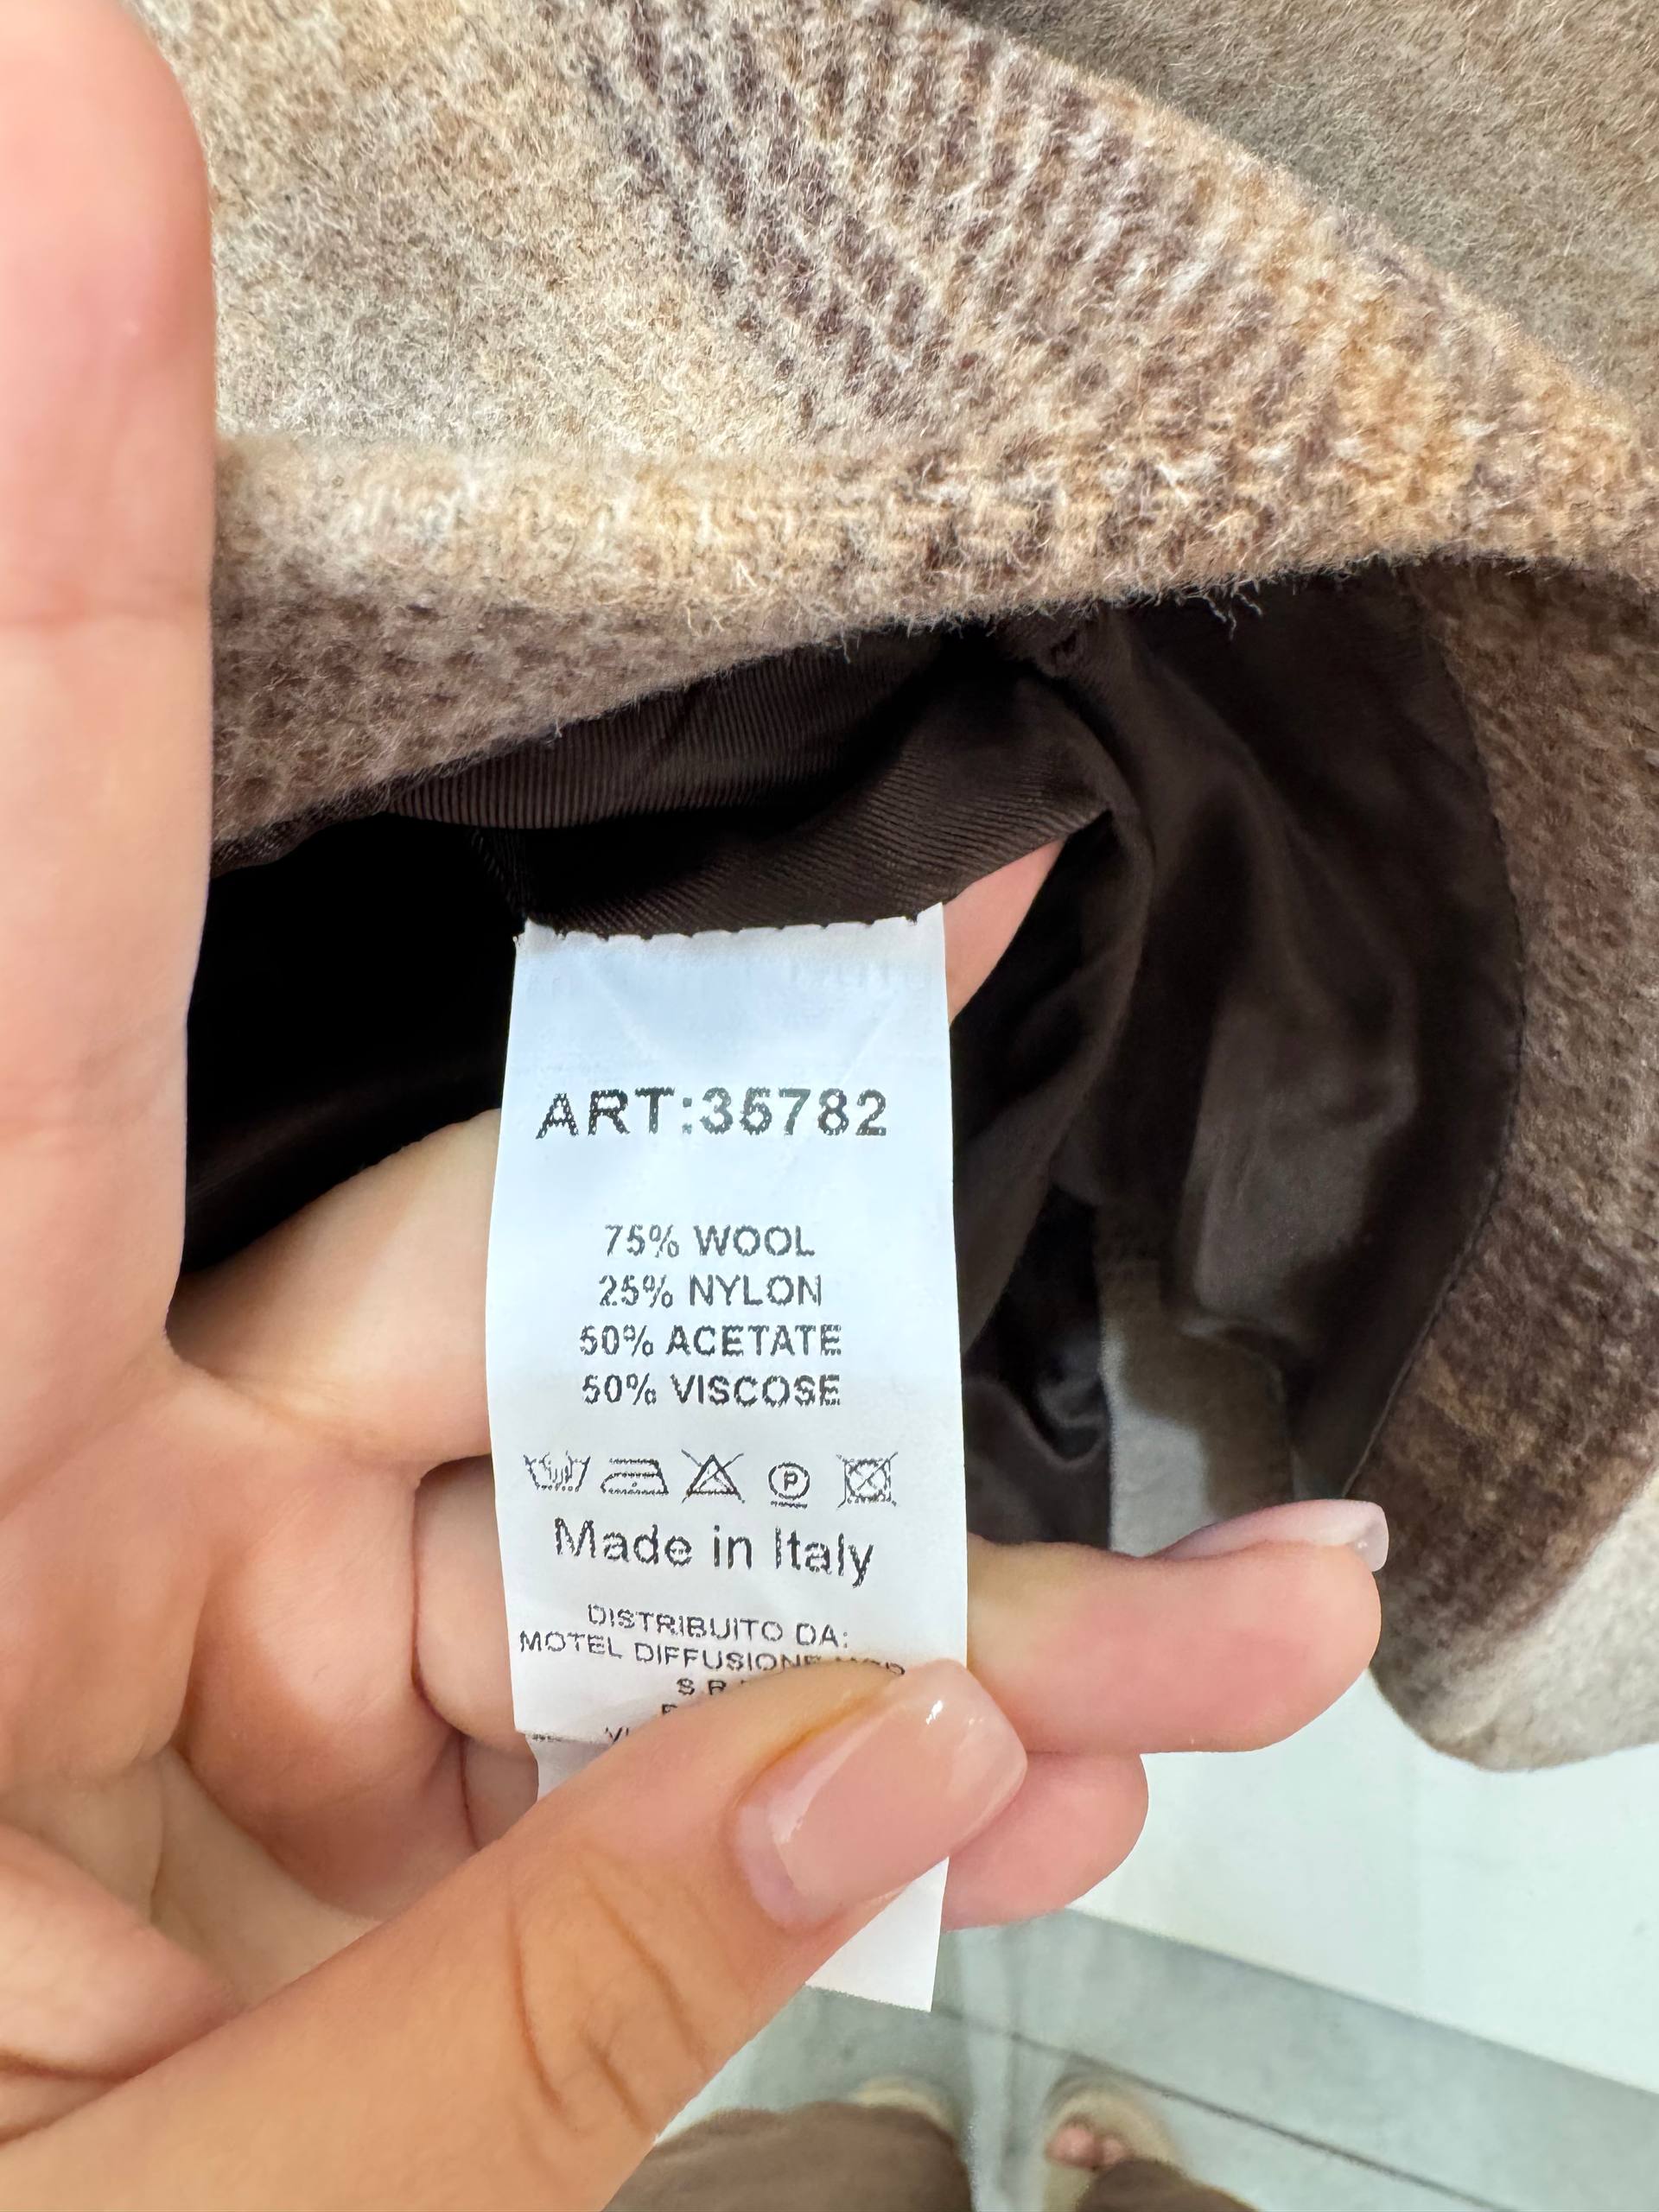 ART:35782
75% WOOL
25% NYLON
50% ACETATE
50% VISCOSE
P
Made in Italy
DISTRIBUITO DA:
MOTEL DIFFUSIONE
S.R.